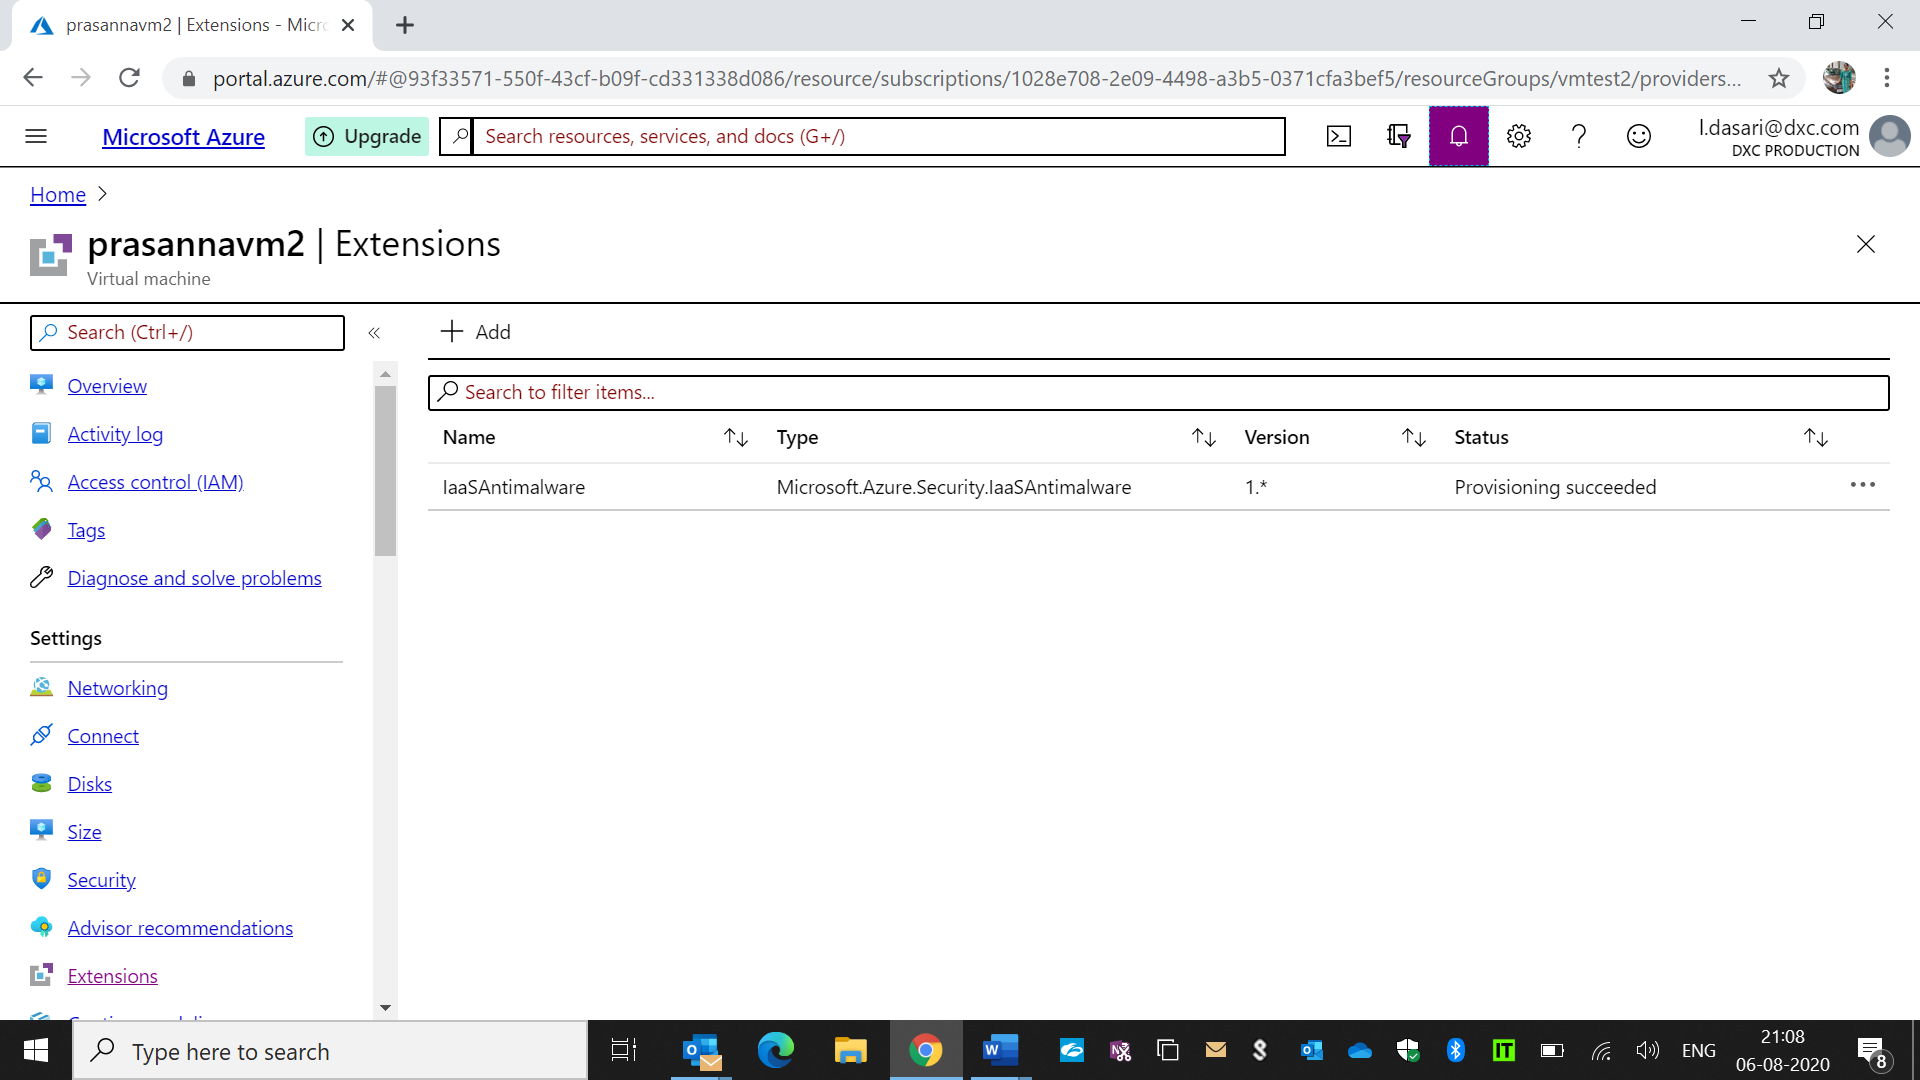 prasannavm2 | Extensions - Micr
portal.azure.com/#@93f33571-550f-43cf-b09f-cd331338d086/resource/subscriptions/1028e708-2e09-4498-a3b5-0371cfa3bef5/resourceGroups/vmtest2/providers...
Microsoft Azure
Upgrade
Search resources, services, and docs (G+/)
l.dasari@dxc.com
DXC PRODUCTION
Home
prasannavm2 | Extensions
Virtual machine
Search (Ctrl+/)
«
Overview
Activity log
Access control (IAM)
Tags
Diagnose and solve problems
Settings
Networking
Connect
Disks
Size
Security
Advisor recommendations
Extensions
Add
Search to filter items...
Name Type Version Status
IaaSAntimalware Microsoft.Azure.Security.IaaSAntimalware 1.* Provisioning succeeded
Type here to search
ENG
21:08
06-08-2020
8